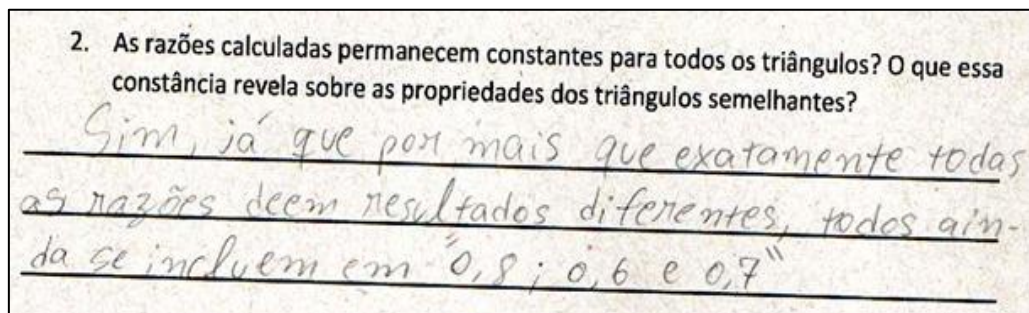 2. As razões calculadas permanecem constantes para todos os triângulos? O que essa
constância revela sobre as propriedades dos triângulos semelhantes?
Sim, já que por mais que exatamente todas
as razões deem resultados diferentes, todos ain-
da se incluem em "0,8; 0,6 e 0,7"